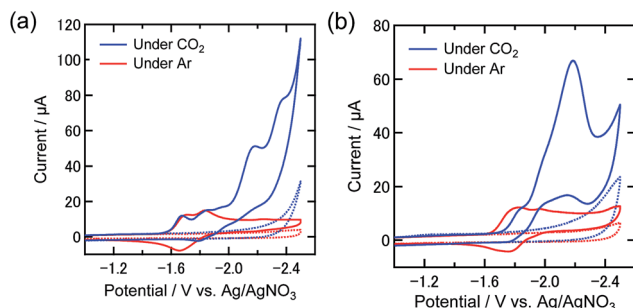 (a)
120
100
80
60
40
20
0
Current / μA
Under CO2
Under Ar
−1.2 −1.6 −2.0 −2.4
Potential / V vs. Ag/AgNO3
(b)
80
60
40
20
0
Current / μA
Under CO2
Under Ar
−1.2 −1.6 −2.0 −2.4
Potential / V vs. Ag/AgNO3